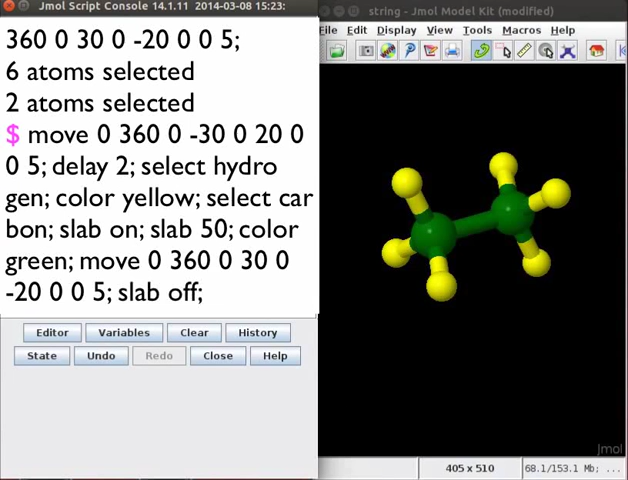 Jmol Script Console 14.1.11  2014-03-08 15:23:
360 0 30 0 -20 0 0 5;
6 atoms selected
2 atoms selected
$ move 0 360 0 -30 0 20 0
0 5; delay 2; select hydro
gen; color yellow; select car
bon; slab on; slab 50; color
green; move 0 360 0 30 0
-20 0 0 5; slab off;
Editor Variables Clear History
State Undo Redo Close Help
string - Jmol Model Kit (modified)
File Edit Display View Tools Macros Help
Jmol
405 x 510 68.1/153.1 Mb; ...